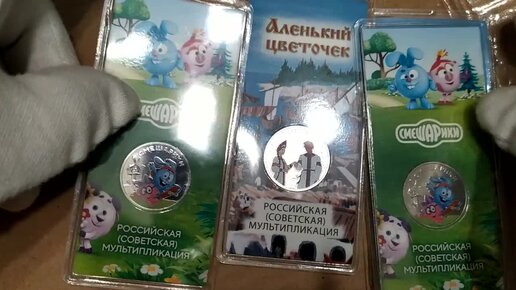 СМЕШАРИКИ
РОССИЙСКАЯ
(СОВЕТСКАЯ)
МУЛЬТИПЛИКАЦИЯ
Аленький
цветочек
РОССИЙСКАЯ
(СОВЕТСКАЯ)
МУЛЬТИПЛИКАЦИЯ
СМЕШАРИКИ
РОССИЙСКАЯ
(СОВЕТСКАЯ)
МУЛЬТИПЛИКАЦИЯ